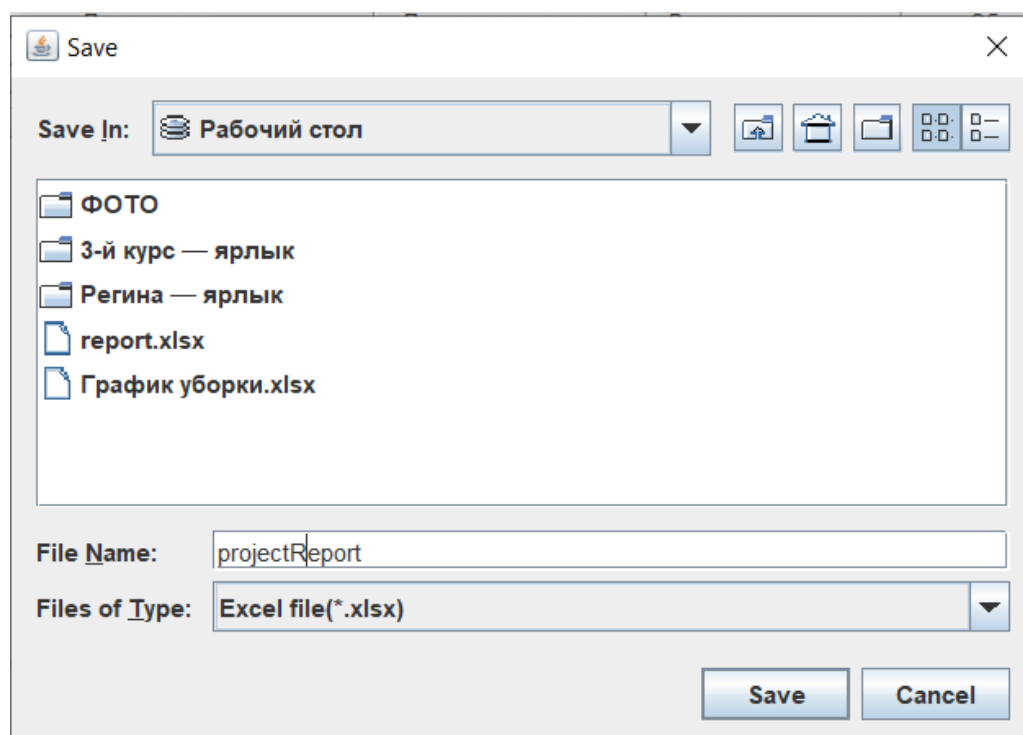 Save
Save In: Рабочий стол
ФОТО
3-й курс — ярлык
Регина — ярлык
report.xlsx
График уборки.xlsx
File Name: projectReport
Files of Type: Excel file(*.xlsx)
Save Cancel